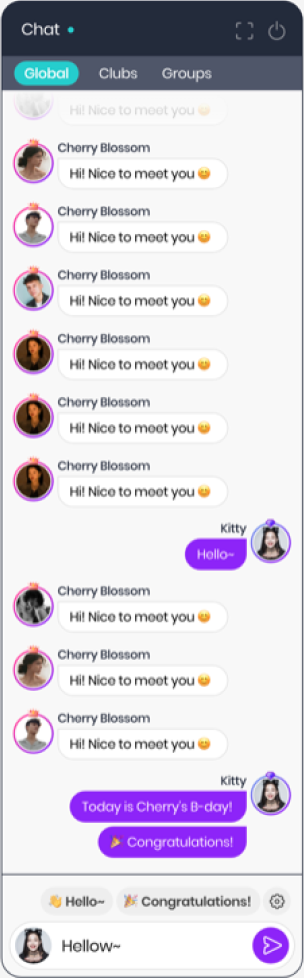 Chat
Global Clubs Groups
Hi! Nice to meet you 😊
Cherry Blossom
Hi! Nice to meet you 😊
Cherry Blossom
Hi! Nice to meet you 😊
Cherry Blossom
Hi! Nice to meet you 😊
Cherry Blossom
Hi! Nice to meet you 😊
Cherry Blossom
Hi! Nice to meet you 😊
Cherry Blossom
Hi! Nice to meet you 😊
Kitty
Hello~
Cherry Blossom
Hi! Nice to meet you 😊
Cherry Blossom
Hi! Nice to meet you 😊
Cherry Blossom
Hi! Nice to meet you 😊
Kitty
Today is Cherry's B-day!
🎉 Congratulations!
👋 Hello~ 🎉 Congratulations!
Hellow~